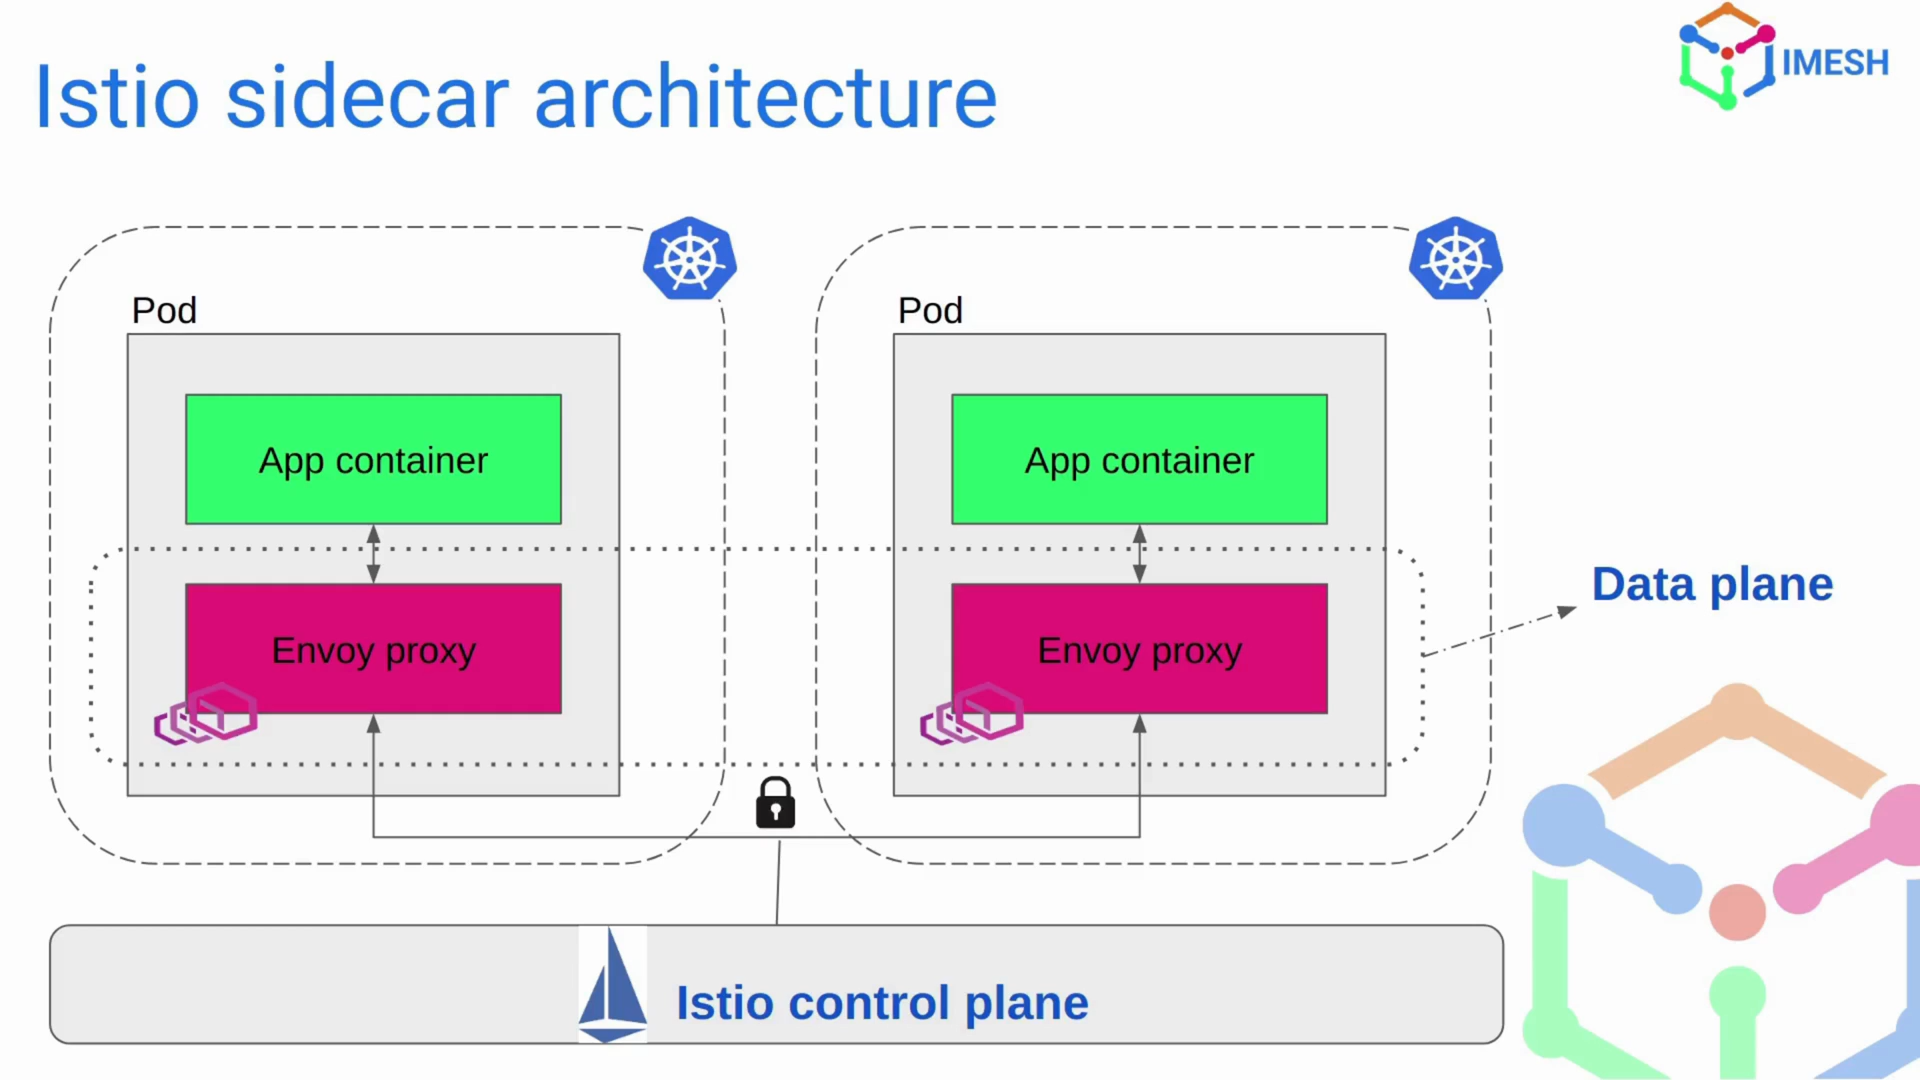 Istio sidecar architecture
IMESH
Pod
Pod
App container
App container
Data plane
Envoy proxy
Envoy proxy
Istio control plane